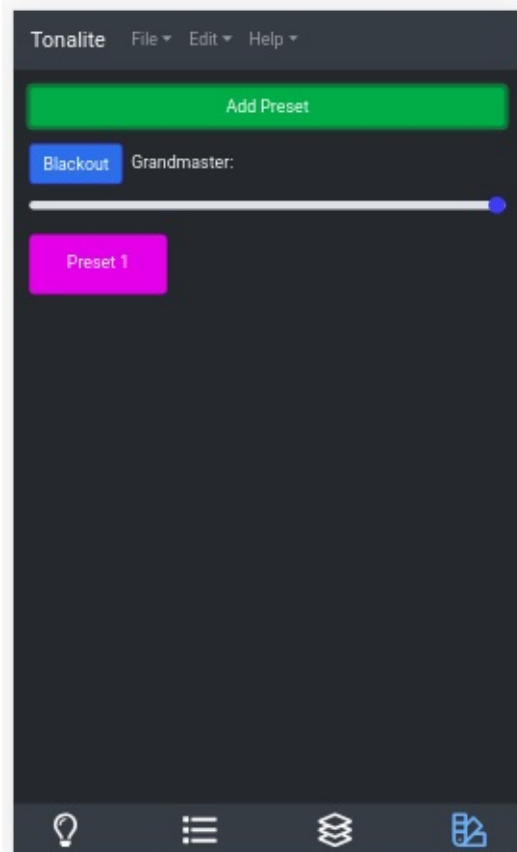 Tonalite File Edit Help
Add Preset
Blackout Grandmaster:
Preset 1